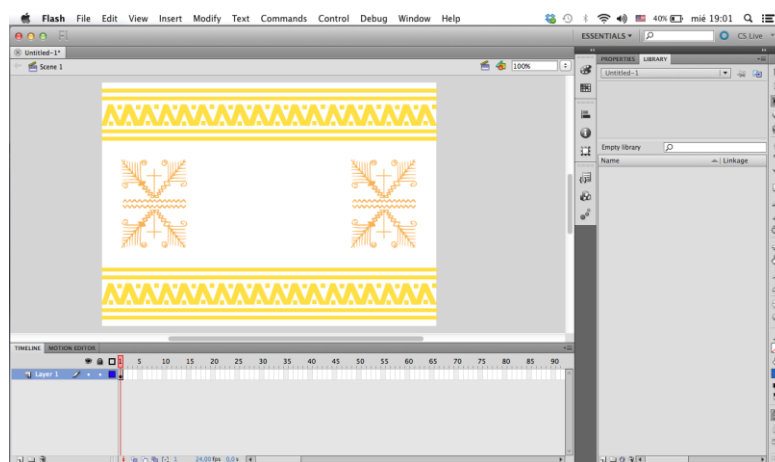 Flash File Edit View Insert Modify Text Commands Control Debug Window Help 40% mié 19:01
Fl ESSENTIALS CS Live
Untitled-1*
Scene 1 100%
PROPERTIES LIBRARY
Untitled-1
Empty library
Name Linkage
TIMELINE MOTION EDITOR
1 5 10 15 20 25 30 35 40 45 50 55 60 65 70 75 80 85 90
Layer 1
1 24,00 fps 0,0 s